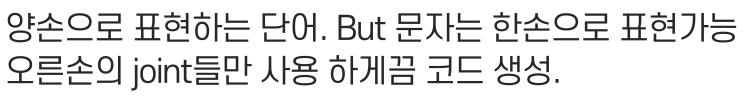 양손으로 표현하는 단어. But 문자는 한손으로 표현가능
오른손의 joint들만 사용 하게끔 코드 생성.